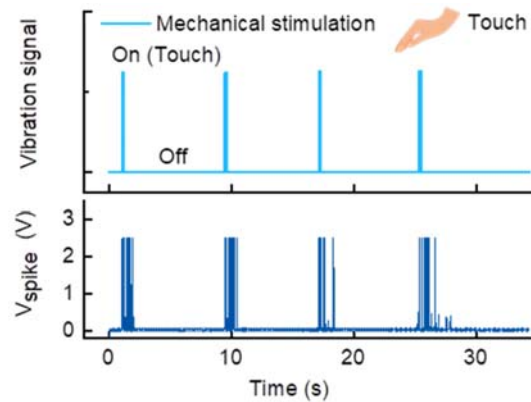 Mechanical stimulation
Touch
On (Touch)
Off
Vibration signal
3
2
1
0
Vspike (V)
0 10 20 30
Time (s)